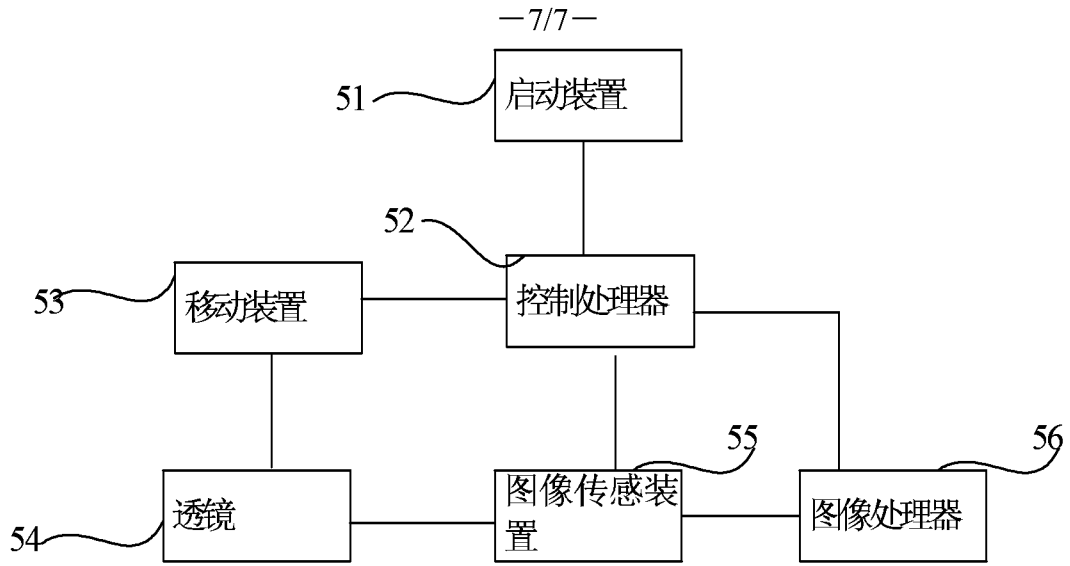 —7/7—
51
启动装置
52
53
移动装置
控制处理器
55
56
54
透镜
图像传感装
置
图像处理器